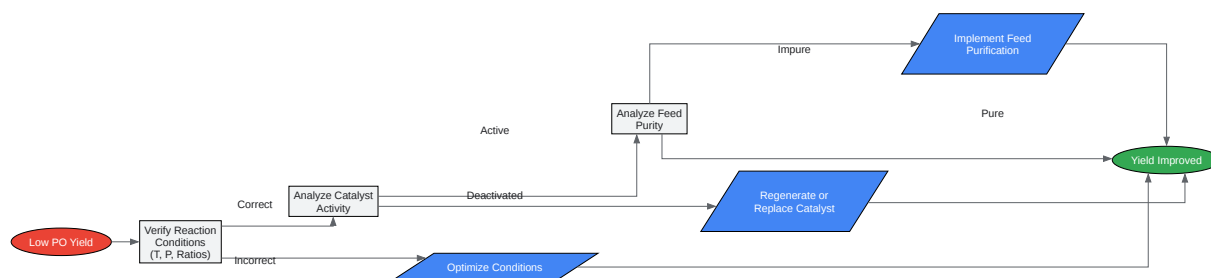 Implement Feed
Purification
Impure
Analyze Feed
Purity
Pure
Active
Yield Improved
Analyze Catalyst
Activity
Deactivated
Regenerate or
Replace Catalyst
Correct
Low PO Yield
Verify Reaction
Conditions
(T, P, Ratios)
Incorrect
Optimize Conditions